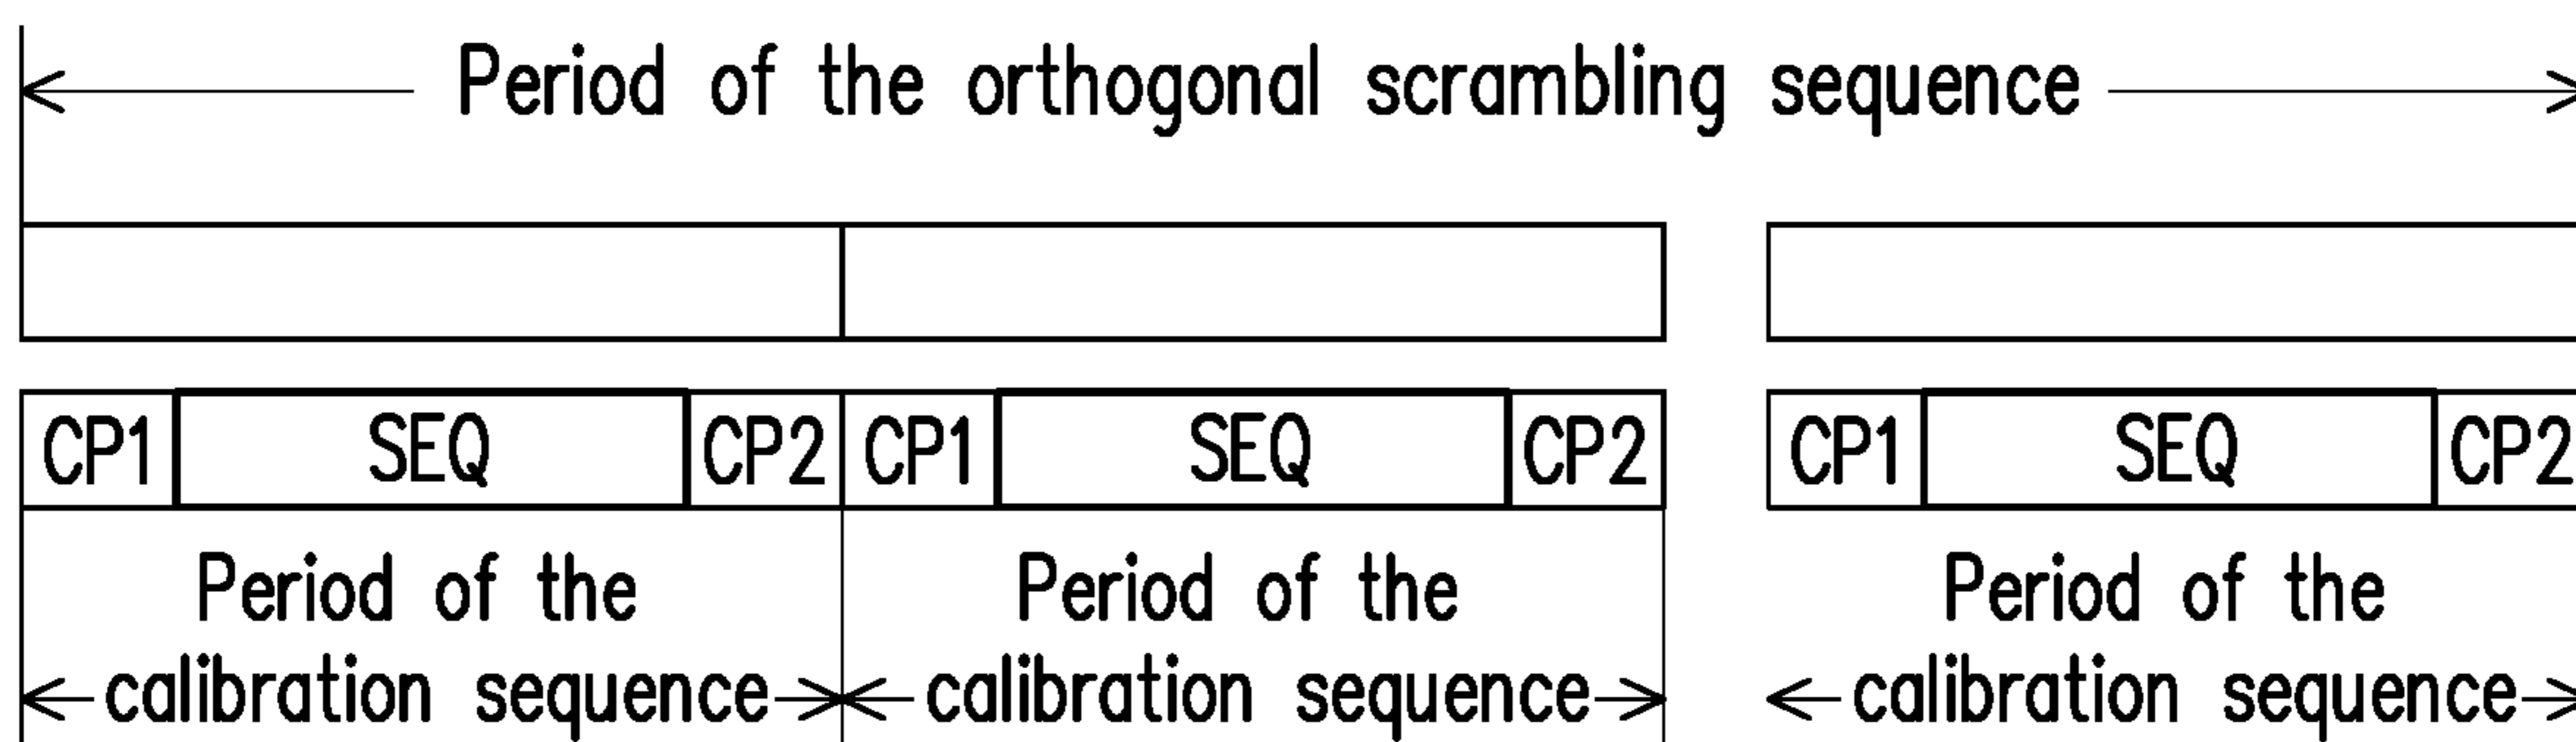 Period of the orthogonal scrambling sequence
CP1 SEQ CP2 CP1 SEQ CP2 CP1 SEQ CP2
Period of the Period of the Period of the
calibration sequence calibration sequence calibration sequence